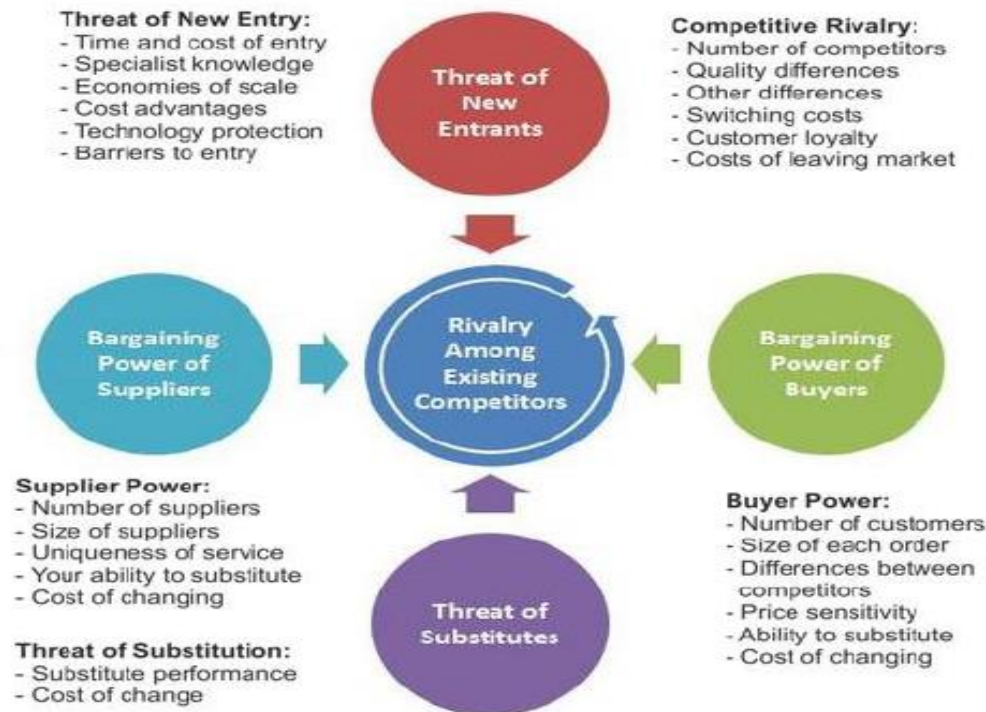 Threat of New Entry:
- Time and cost of entry
- Specialist knowledge
- Economies of scale
- Cost advantages
- Technology protection
- Barriers to entry
Threat of
New
Entrants
Competitive Rivalry:
- Number of competitors
- Quality differences
- Other differences
- Switching costs
- Customer loyalty
- Costs of leaving market
Bargaining
Power of
Suppliers
Rivalry
Among
Existing
Competitors
Bargaining
Power of
Buyers
Supplier Power:
- Number of suppliers
- Size of suppliers
- Uniqueness of service
- Your ability to substitute
- Cost of changing
Threat of Substitution:
- Substitute performance
- Cost of change
Threat of
Substitutes
Buyer Power:
- Number of customers
- Size of each order
- Differences between
competitors
- Price sensitivity
- Ability to substitute
- Cost of changing